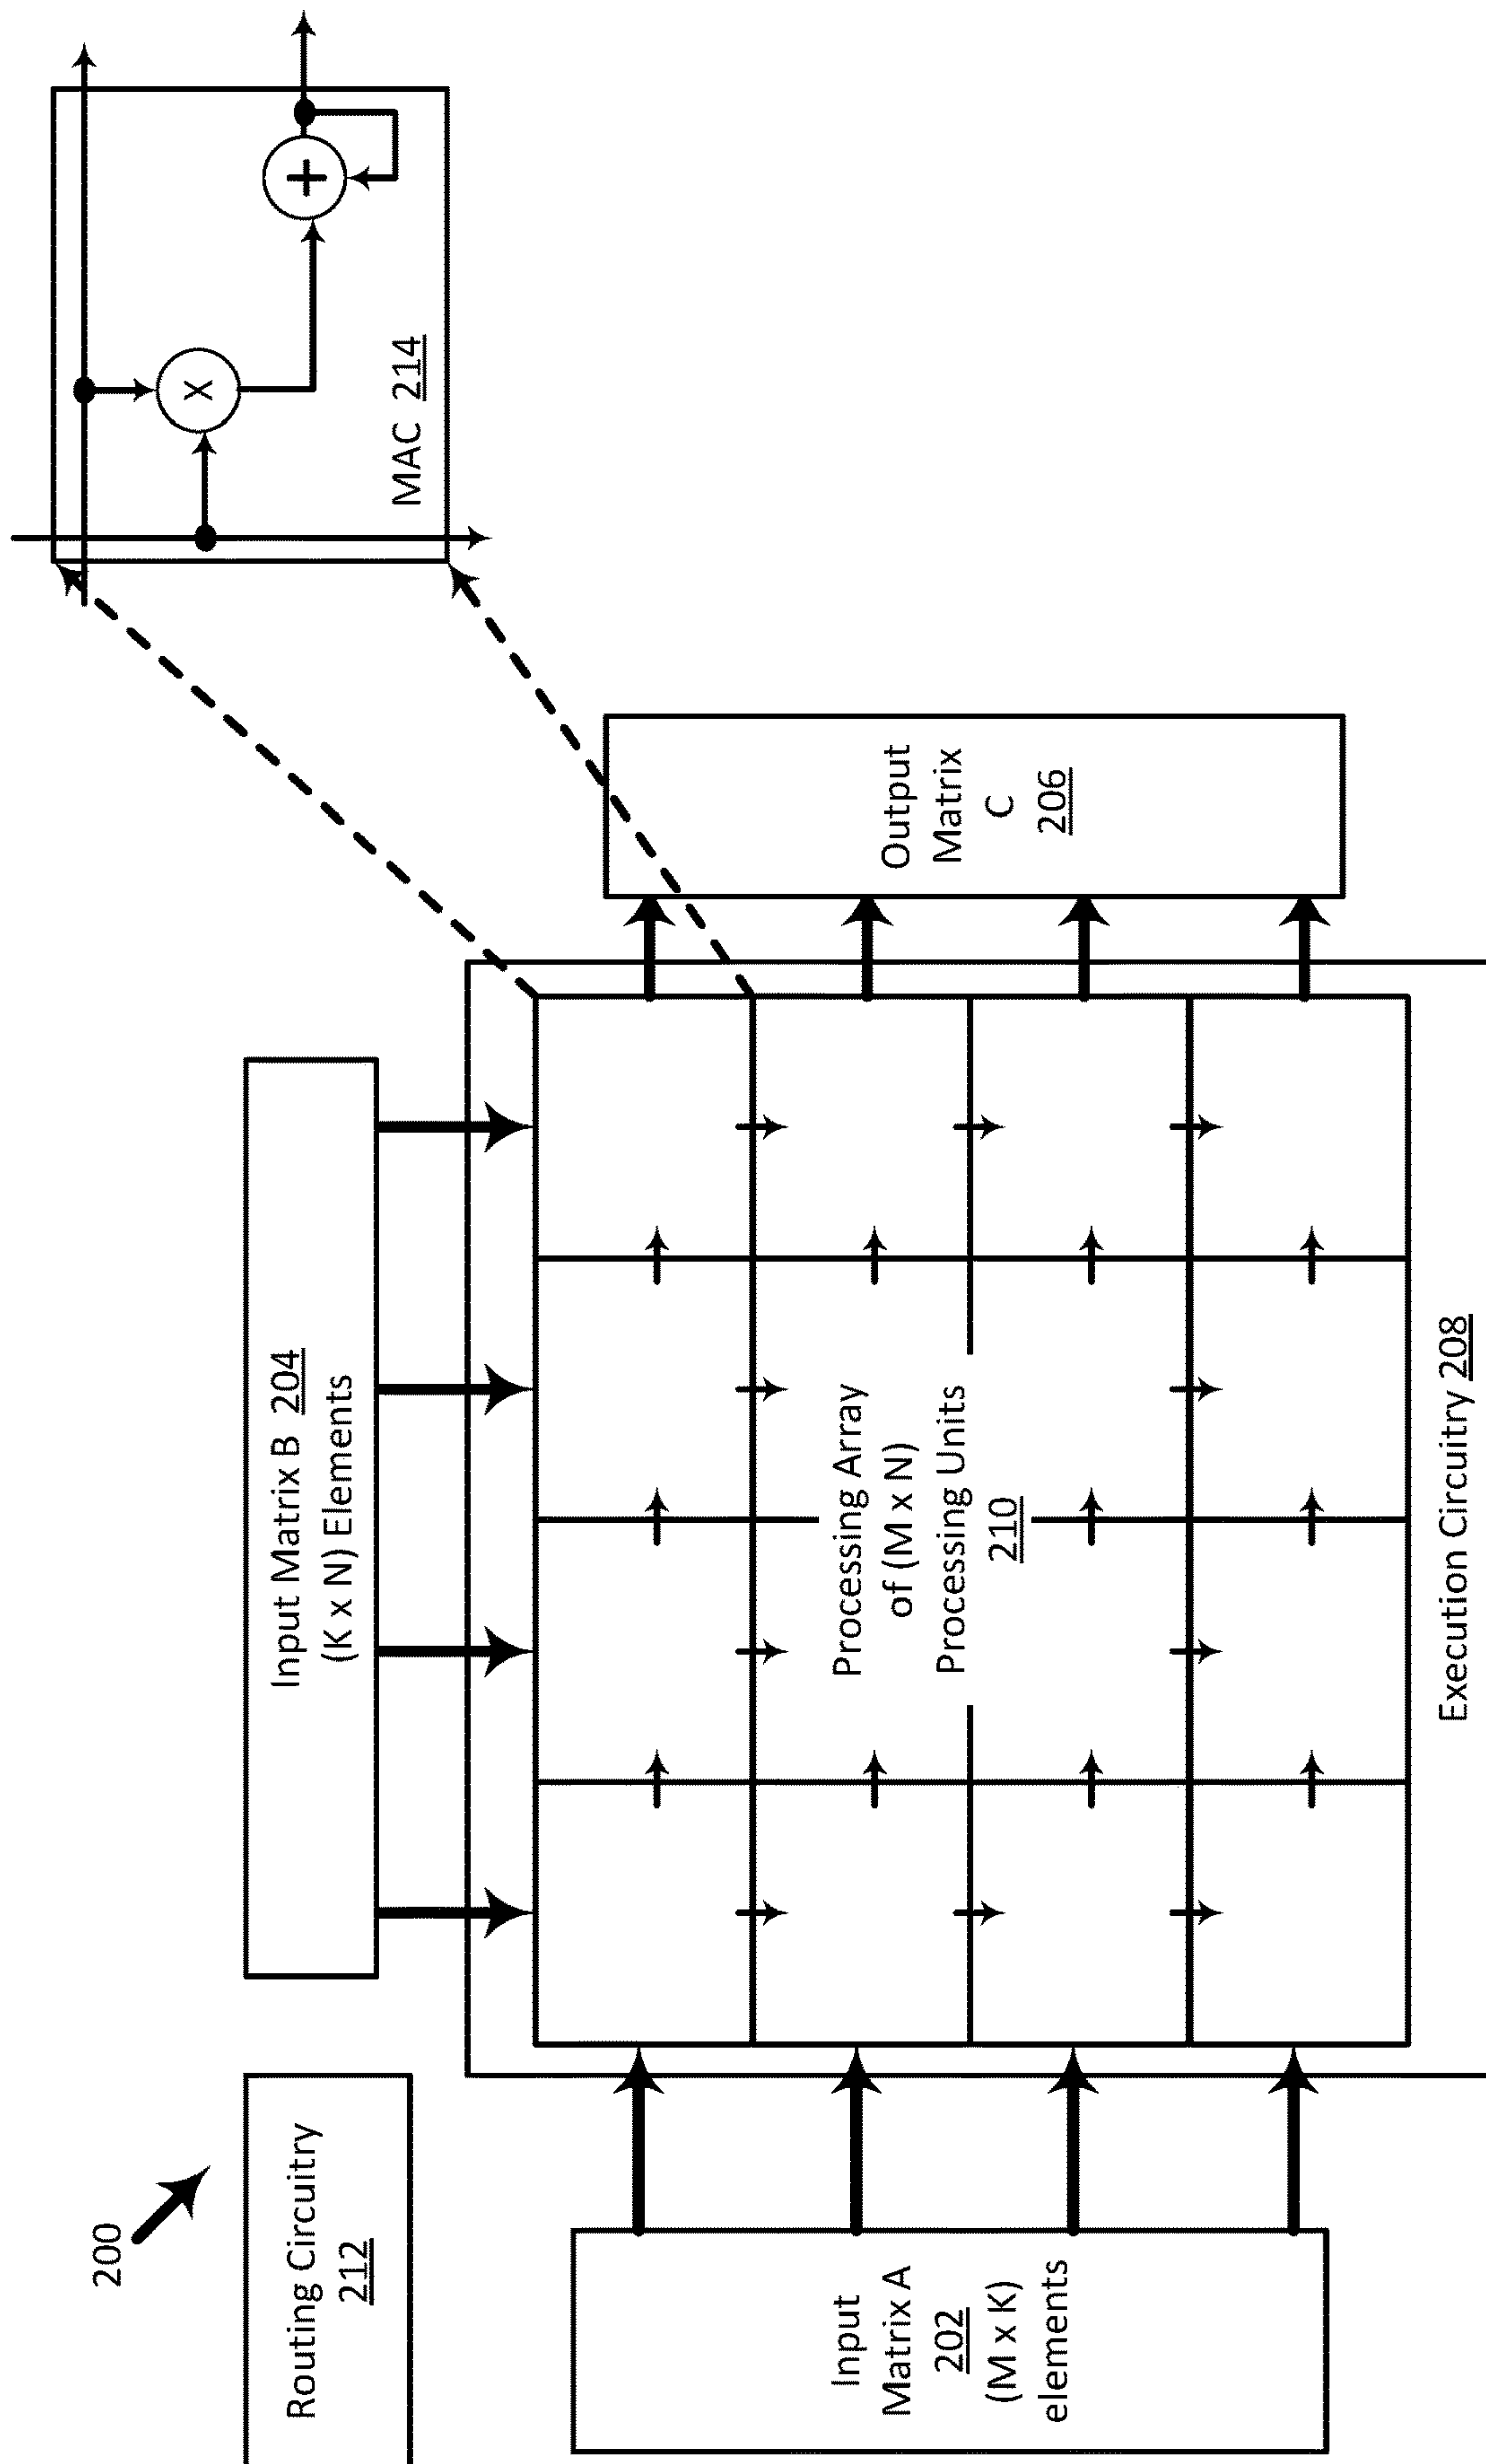 200
Routing Circuitry
212
Input Matrix B 204
(K x N) Elements
MAC 214
X
+
Input
Matrix A
202
(M x K)
elements
Processing Array
of (M x N)
Processing Units
210
Output
Matrix
C
206
Execution Circuitry 208